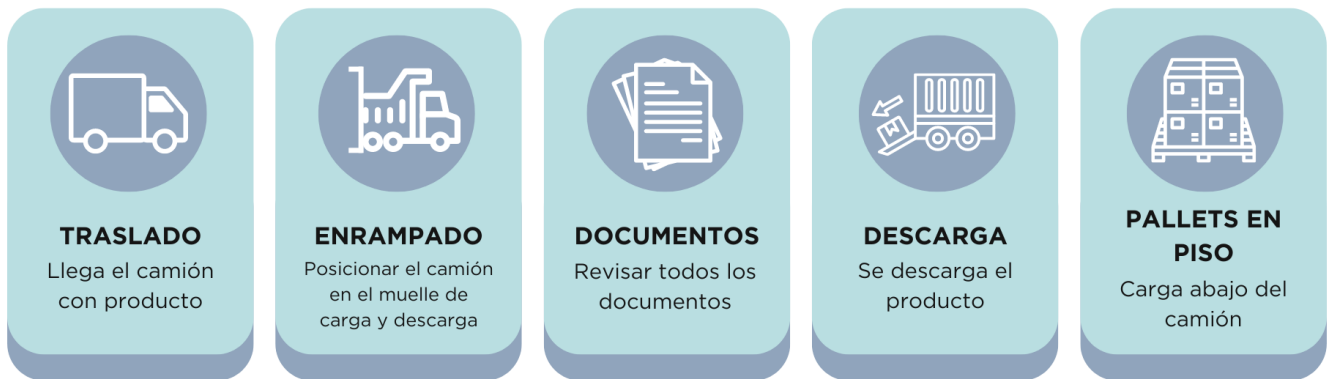 TRASLADO
Llega el camión
con producto
ENRAMPADO
Posicionar el camión
en el muelle de
carga y descarga
DOCUMENTOS
Revisar todos los
documentos
DESCARGA
Se descarga el
producto
PALLETS EN
PISO
Carga abajo del
camión